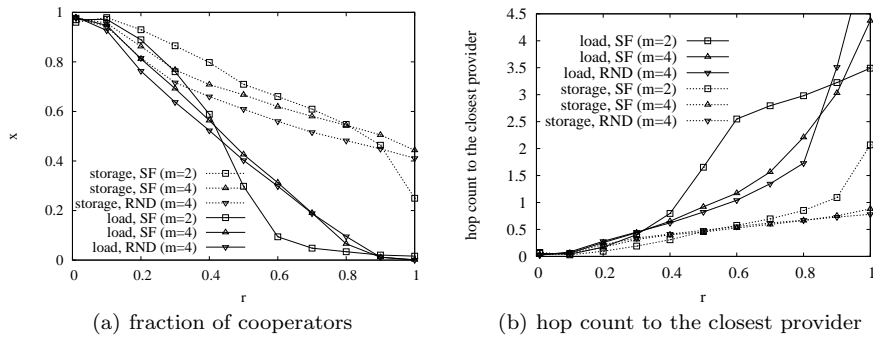 1
0.8
0.6
0.4
0.2
0
x
0
0.2
0.4
0.6
0.8
1
r
storage, SF (m=2)
storage, SF (m=4)
storage, RND (m=4)
load, SF (m=2)
load, SF (m=4)
load, RND (m=4)
(a) fraction of cooperators
4.5
4
3.5
3
2.5
2
1.5
1
0.5
0
hop count to the closest provider
0
0.2
0.4
0.6
0.8
1
r
load, SF (m=2)
load, SF (m=4)
load, RND (m=4)
storage, SF (m=2)
storage, SF (m=4)
storage, RND (m=4)
(b) hop count to the closest provider